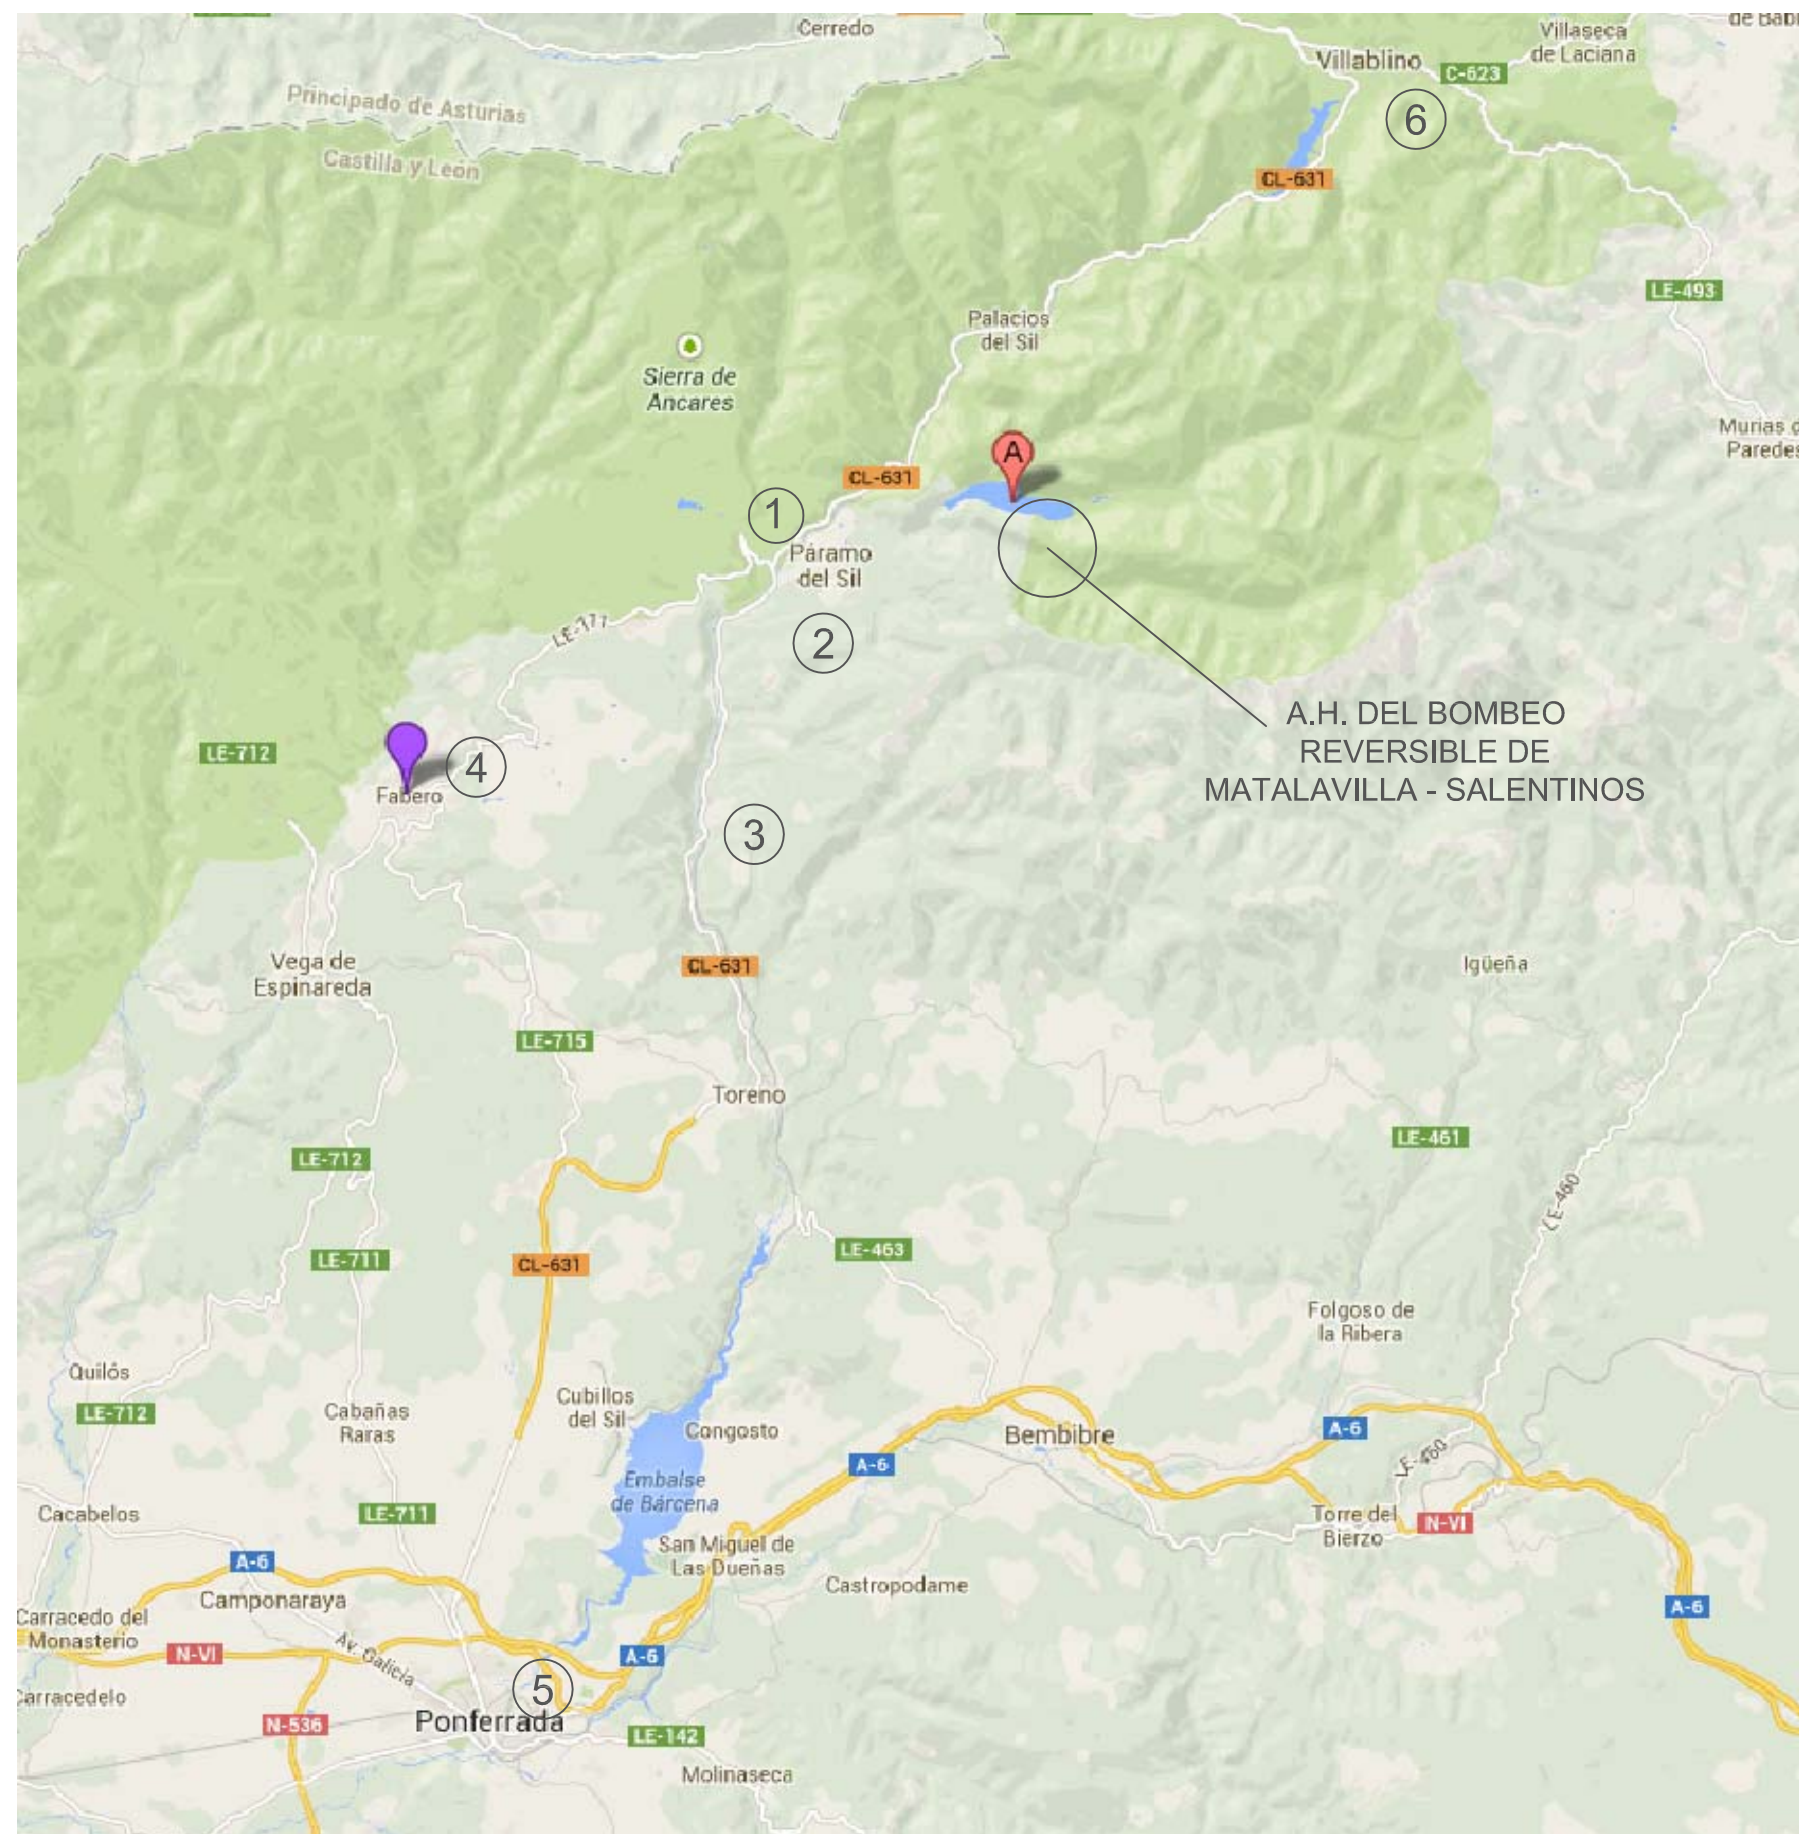 Cerredo
Villaseca
de Laciana
Villablino
C-623
Principado de Asturias
Castilla y León
6
CL-631
LE-493
Palacios
del Sil
Sierra de
Ancares
Murias
Paredes
A
CL-631
1
Páramo
del Sil
LE-377
2
A.H. DEL BOMBEO
REVERSIBLE DE
MATALAVILLA - SALENTINOS
LE-712
4
Fabero
3
Vega de
Espinareda
CL-631
Igüeña
LE-715
Toreno
LE-461
LE-712
LE-460
LE-711
CL-631
LE-463
Folgoso de
la Ribera
Quilós
LE-712
Cabañas
Raras
Cubillos
del Sil
Congosto
Bembibre
A-6
A-6
LE-460
Embalse
de Bárcena
Cacabelos
LE-711
Torre del
Bierzo
N-VI
San Miguel de
Las Dueñas
A-6
Camponaraya
Castropodame
A-6
Carracedo del
Monasterio
N-VI
Av. Galicia
A-6
Carracedelo
5
N-536
Ponferrada
LE-142
Molinaseca